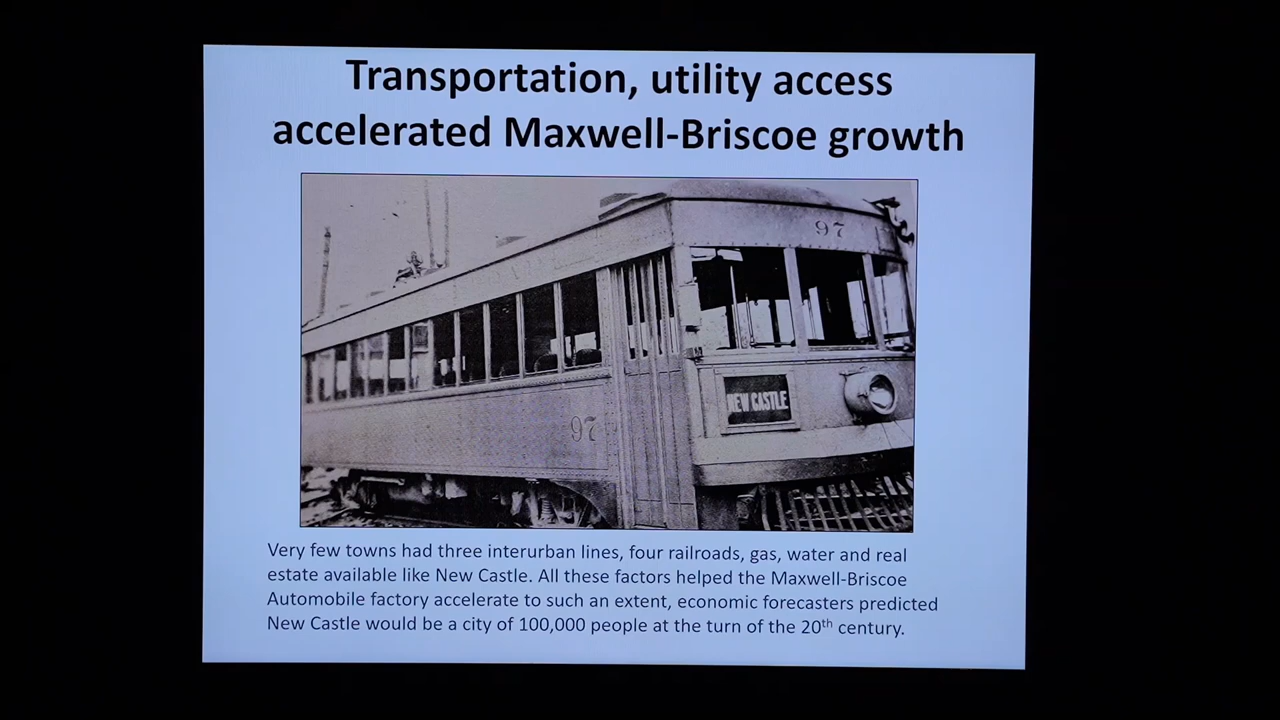 Transportation, utility access
accelerated Maxwell-Briscoe growth
97
97
NEW CASTLE
Very few towns had three interurban lines, four railroads, gas, water and real
estate available like New Castle. All these factors helped the Maxwell-Briscoe
Automobile factory accelerate to such an extent, economic forecasters predicted
New Castle would be a city of 100,000 people at the turn of the 20th century.